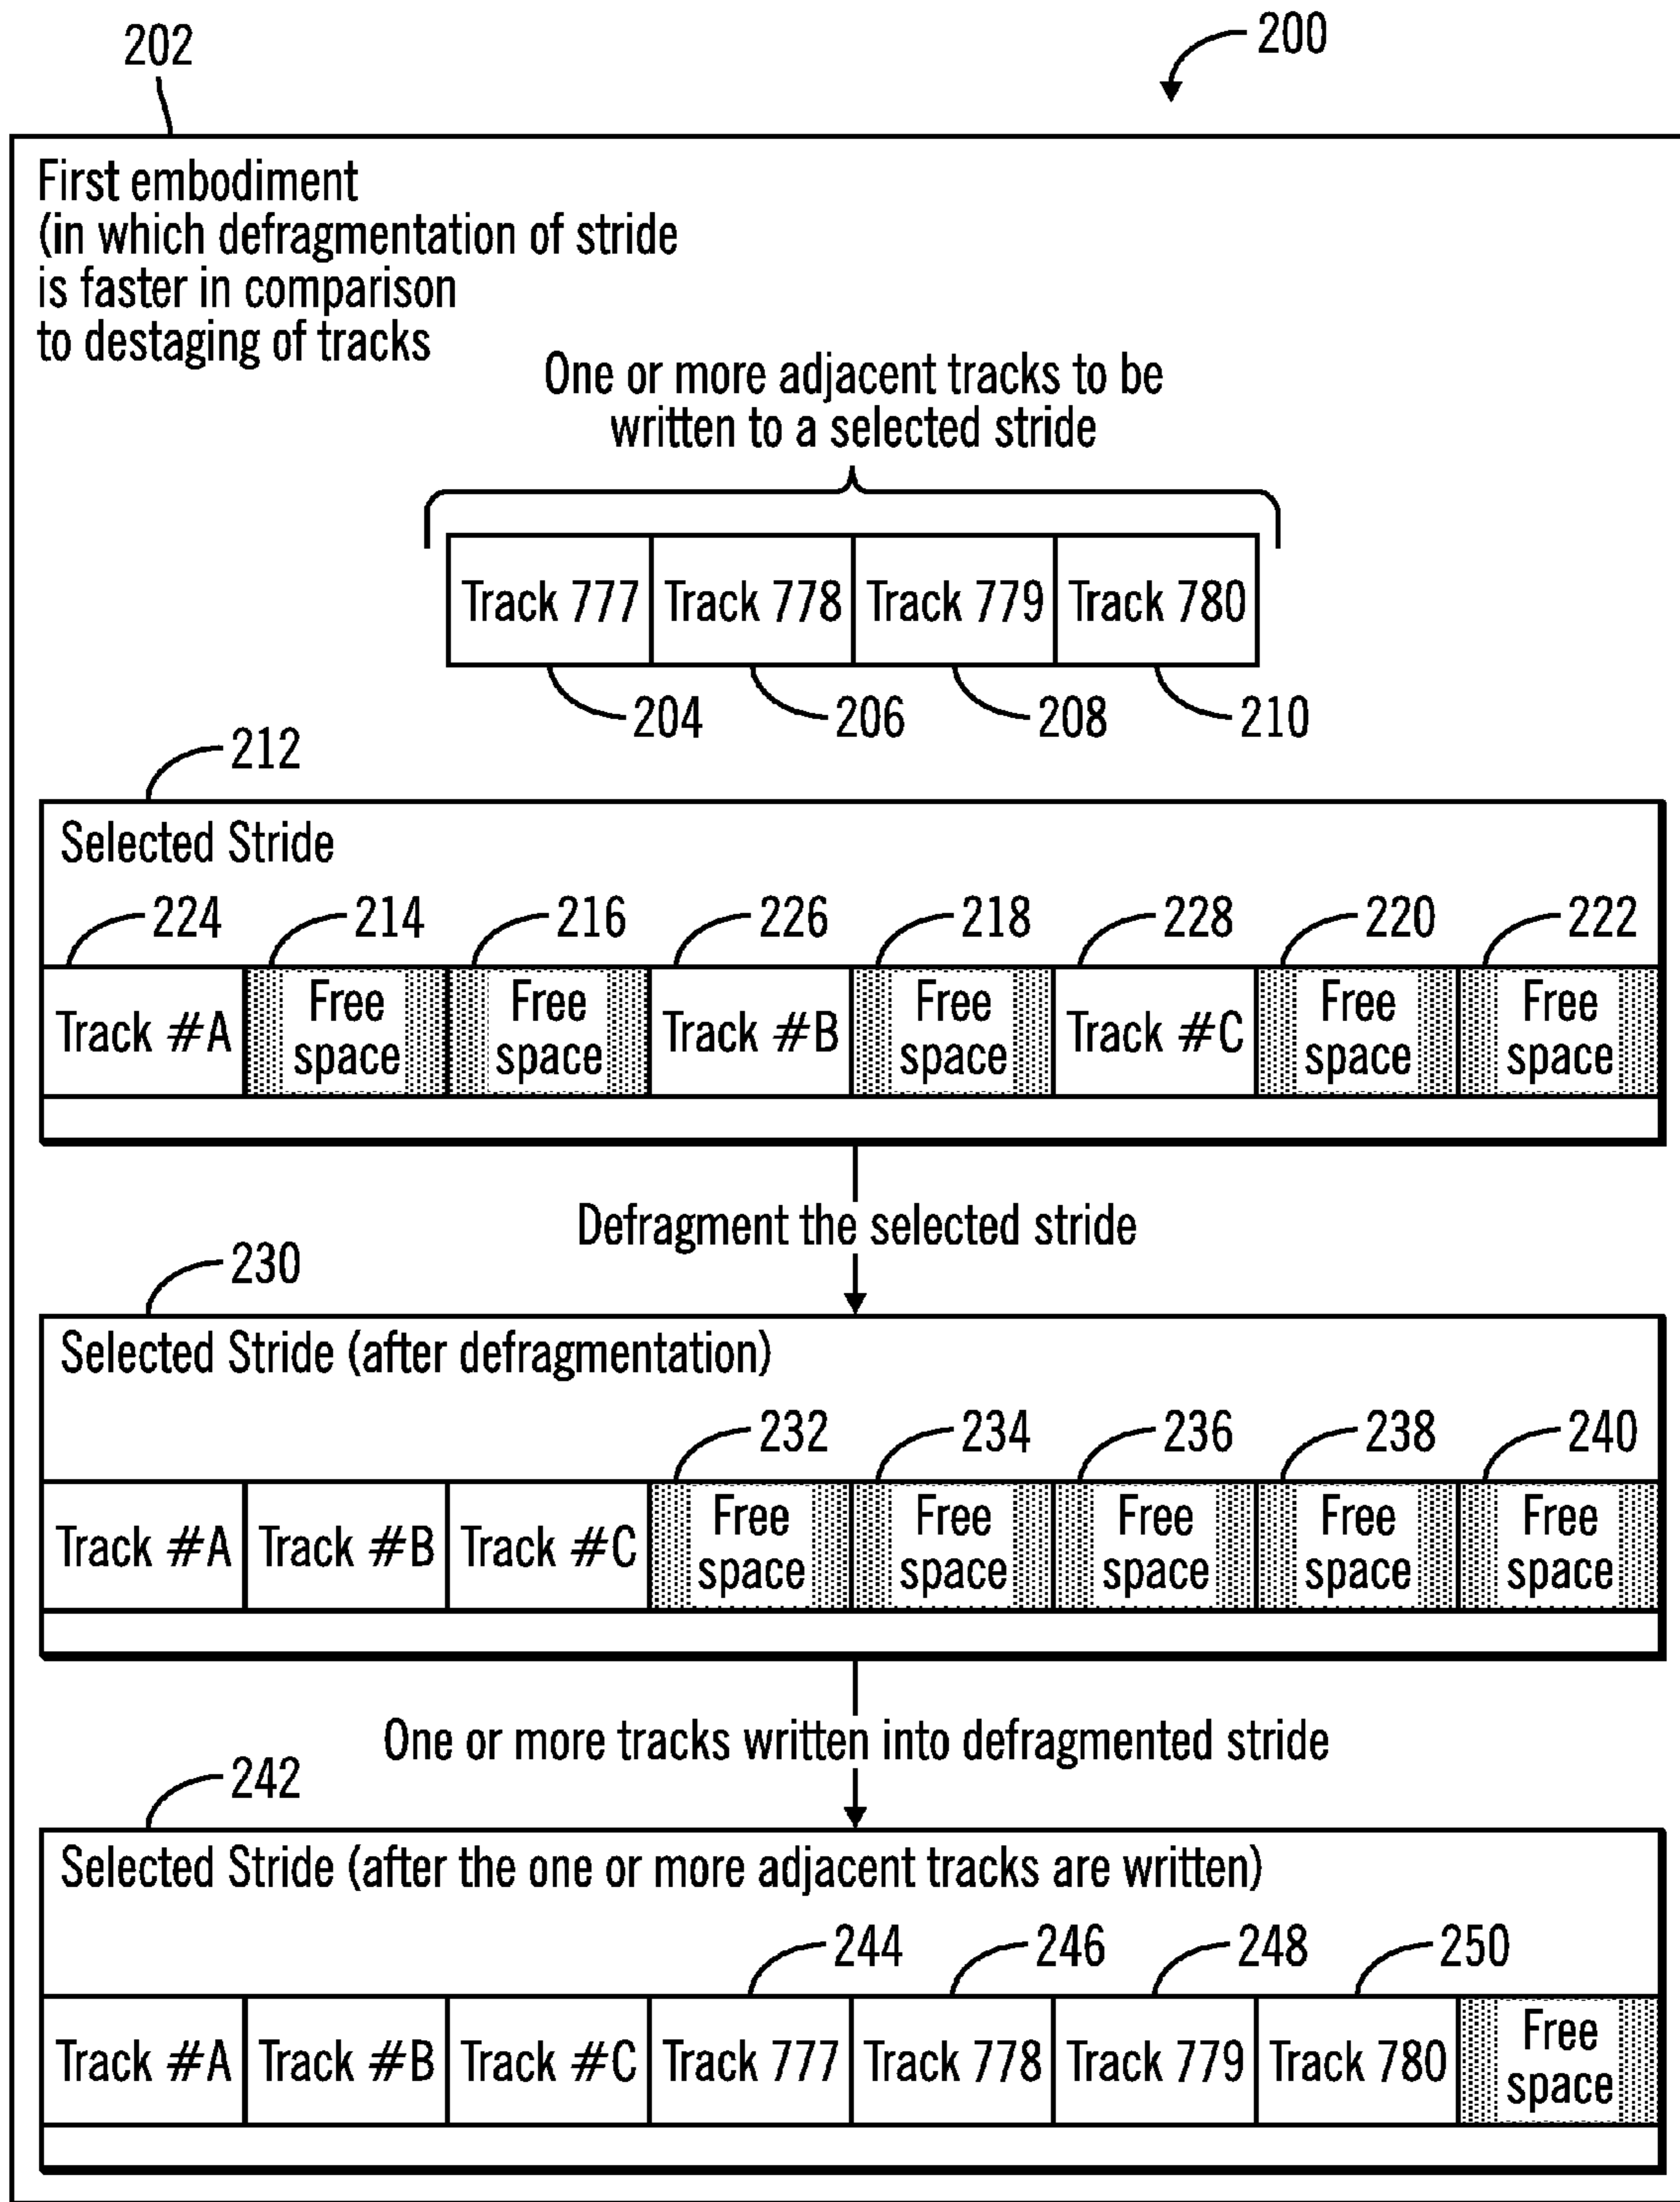 202
200
First embodiment
(in which defragmentation of stride
is faster in comparison
to destaging of tracks
One or more adjacent tracks to be
written to a selected stride
Track 777 Track 778 Track 779 Track 780
204 206 208 210
212
Selected Stride
224 214 216 226 218 228 220 222
Track #A Free space Free space Track #B Free space Track #C Free space Free space
Defragment the selected stride
230
Selected Stride (after defragmentation)
232 234 236 238 240
Track #A Track #B Track #C Free space Free space Free space Free space Free space
One or more tracks written into defragmented stride
242
Selected Stride (after the one or more adjacent tracks are written)
244 246 248 250
Track #A Track #B Track #C Track 777 Track 778 Track 779 Track 780 Free space